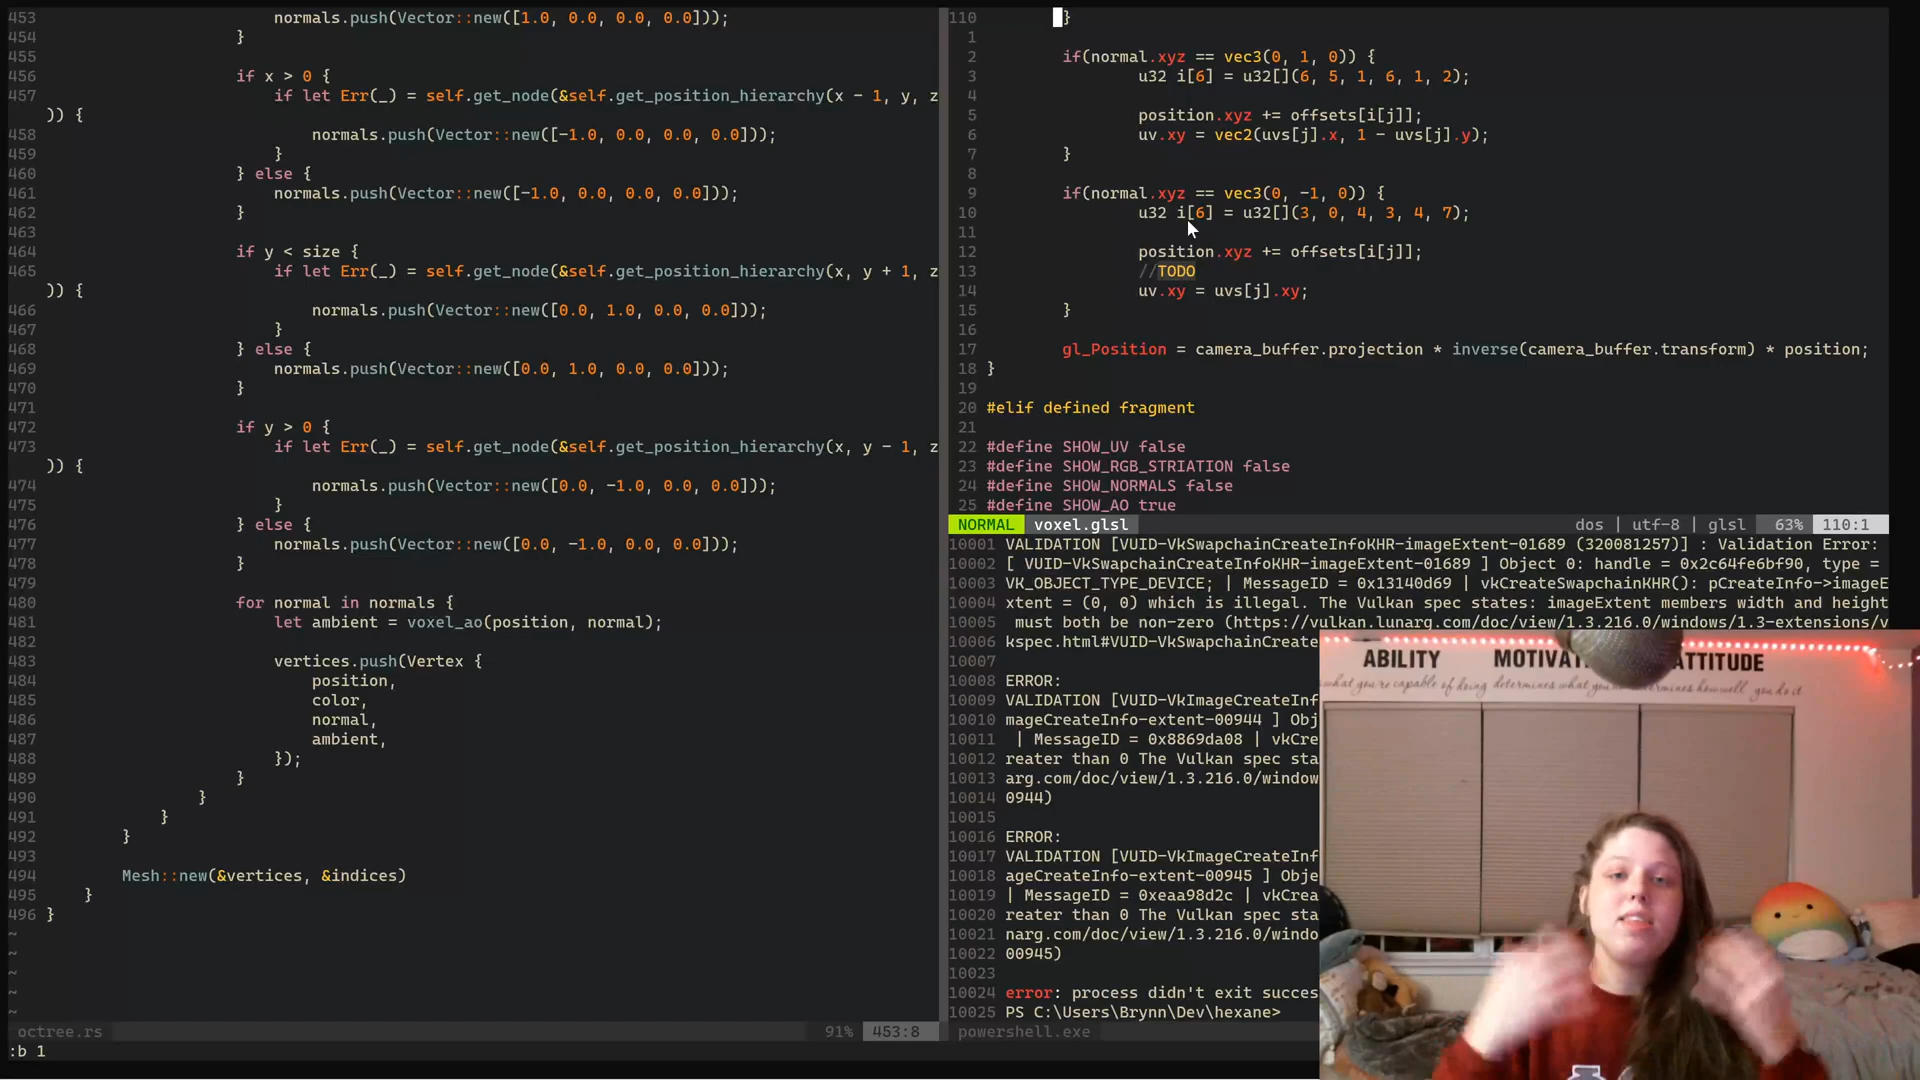 453 normals.push(Vector::new([1.0, 0.0, 0.0, 0.0]));
454 }
455
456 if x > 0 {
457 if let Err(_) = self.get_node(&self.get_position_hierarchy(x - 1, y, z
)) {
458 normals.push(Vector::new([-1.0, 0.0, 0.0, 0.0]));
459 }
460 } else {
461 normals.push(Vector::new([-1.0, 0.0, 0.0, 0.0]));
462 }
463
464 if y < size {
465 if let Err(_) = self.get_node(&self.get_position_hierarchy(x, y + 1, z
)) {
466 normals.push(Vector::new([0.0, 1.0, 0.0, 0.0]));
467 }
468 } else {
469 normals.push(Vector::new([0.0, 1.0, 0.0, 0.0]));
470 }
471
472 if y > 0 {
473 if let Err(_) = self.get_node(&self.get_position_hierarchy(x, y - 1, z
)) {
474 normals.push(Vector::new([0.0, -1.0, 0.0, 0.0]));
475 }
476 } else {
477 normals.push(Vector::new([0.0, -1.0, 0.0, 0.0]));
478 }
479
480 for normal in normals {
481 let ambient = voxel_ao(position, normal);
482
483 vertices.push(Vertex {
484 position,
485 color,
486 normal,
487 ambient,
488 });
489 }
490 }
491 }
492 }
493
494 Mesh::new(&vertices, &indices)
495 }
496 }
~
~
~
~
~
octree.rs 91% 453:8
:b 1
110 }
1
2 if(normal.xyz == vec3(0, 1, 0)) {
3 u32 i[6] = u32[](6, 5, 1, 6, 1, 2);
4
5 position.xyz += offsets[i[j]];
6 uv.xy = vec2(uvs[j].x, 1 - uvs[j].y);
7 }
8
9 if(normal.xyz == vec3(0, -1, 0)) {
10 u32 i[6] = u32[](3, 0, 4, 3, 4, 7);
11
12 position.xyz += offsets[i[j]];
13 //TODO
14 uv.xy = uvs[j].xy;
15 }
16
17 gl_Position = camera_buffer.projection * inverse(camera_buffer.transform) * position;
18 }
19
20 #elif defined fragment
21
22 #define SHOW_UV false
23 #define SHOW_RGB_STRIATION false
24 #define SHOW_NORMALS false
25 #define SHOW_AO true
NORMAL voxel.glsl dos | utf-8 | glsl 63% 110:1
10001 VALIDATION [VUID-VkSwapchainCreateInfoKHR-imageExtent-01689 (320081257)] : Validation Error:
10002 [ VUID-VkSwapchainCreateInfoKHR-imageExtent-01689 ] Object 0: handle = 0x2c64fe6bf90, type =
10003 VK_OBJECT_TYPE_DEVICE; | MessageID = 0x13140d69 | vkCreateSwapchainKHR(): pCreateInfo->imageE
10004 xtent = (0, 0) which is illegal. The Vulkan spec states: imageExtent members width and height
10005 must both be non-zero (https://vulkan.lunarg.com/doc/view/1.3.216.0/windows/1.3-extensions/v
10006 kspec.html#VUID-VkSwapchainCreate
10007
10008 ERROR:
10009 VALIDATION [VUID-VkImageCreateInf
10010 mageCreateInfo-extent-00944 ] Obj
10011 | MessageID = 0x8869da08 | vkCre
10012 reater than 0 The Vulkan spec sta
10013 arg.com/doc/view/1.3.216.0/window
10014 0944)
10015
10016 ERROR:
10017 VALIDATION [VUID-VkImageCreateInf
10018 ageCreateInfo-extent-00945 ] Obje
10019 | MessageID = 0xeaa98d2c | vkCrea
10020 reater than 0 The Vulkan spec sta
10021 narg.com/doc/view/1.3.216.0/windo
10022 00945)
10023
10024 error: process didn't exit succes
10025 PS C:\Users\Brynn\Dev\hexane>
powershell.exe
ABILITY MOTIVAT ATTITUDE
what you're capable of doing determines what you determines how well you do it